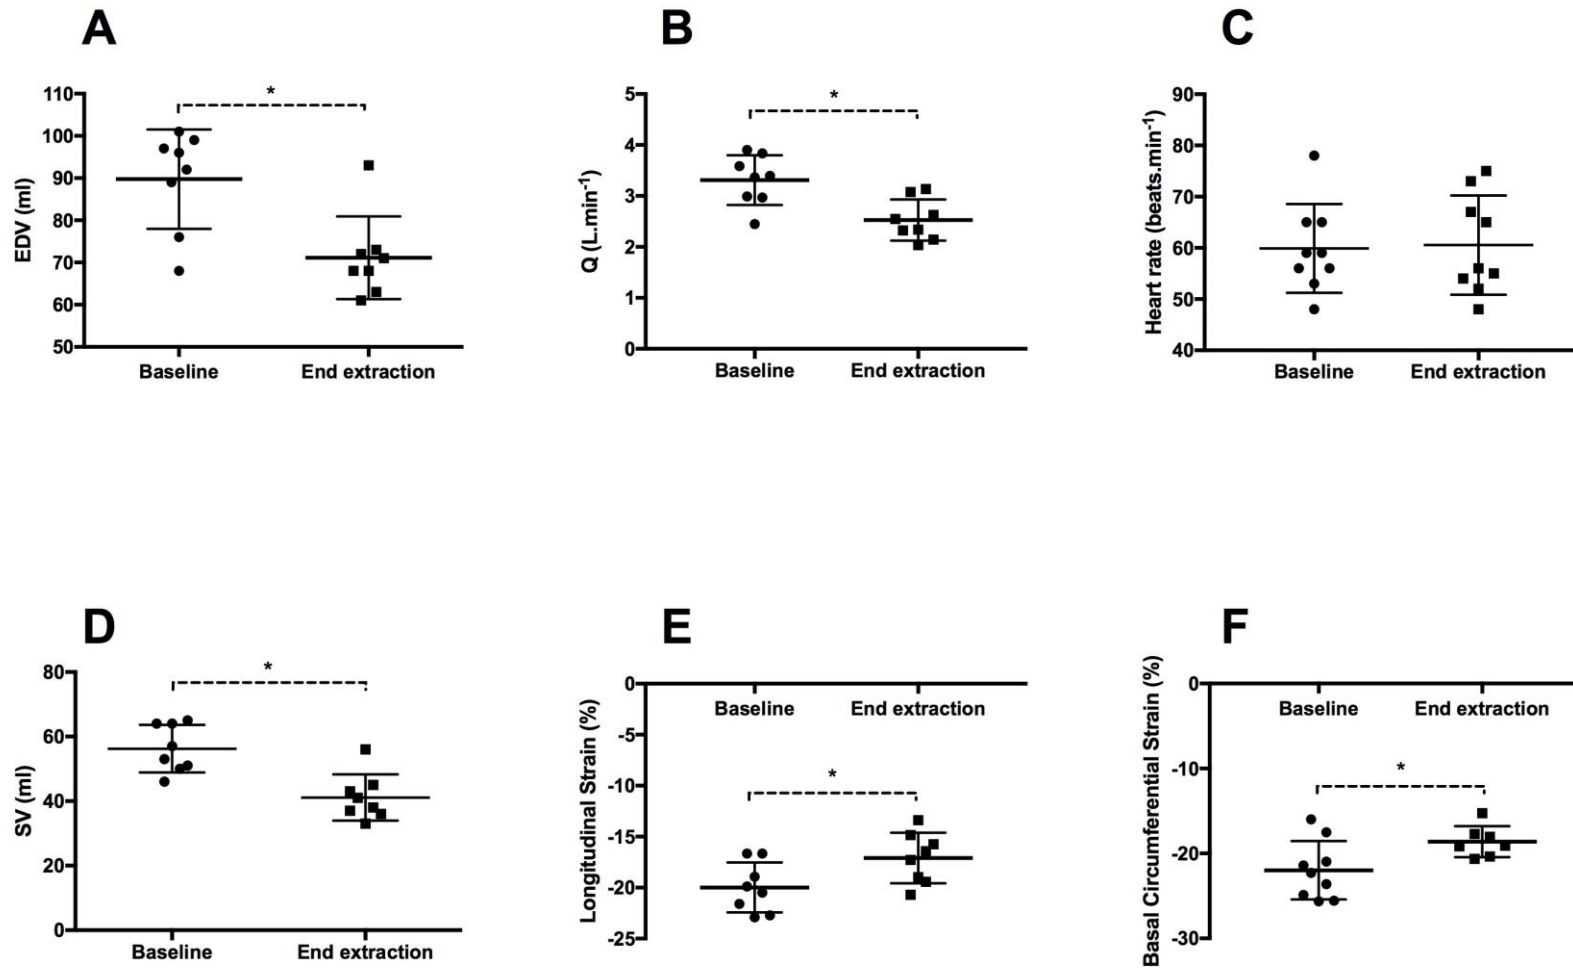 A
EDV (ml)
110
100
90
80
70
60
50
*
Baseline
End extraction
B
Q (L.min-1)
5
4
3
2
1
0
*
Baseline
End extraction
C
Heart rate (beats.min-1)
90
80
70
60
50
40
Baseline
End extraction
D
SV (ml)
80
60
40
20
0
*
Baseline
End extraction
E
Longitudinal Strain (%)
0
-5
-10
-15
-20
-25
Baseline
End extraction
*
F
Basal Circumferential Strain (%)
0
-10
-20
-30
Baseline
End extraction
*